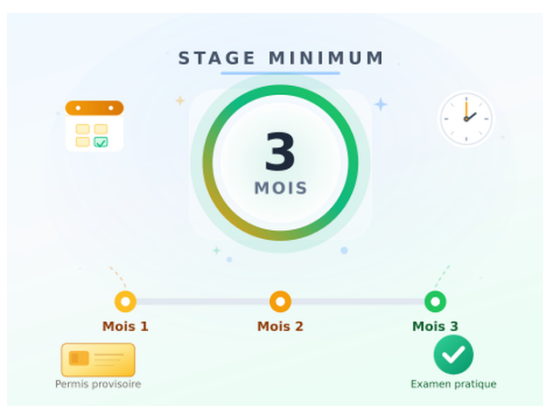 STAGE MINIMUM
3
MOIS
Mois 1
Mois 2
Mois 3
Permis provisoire
Examen pratique